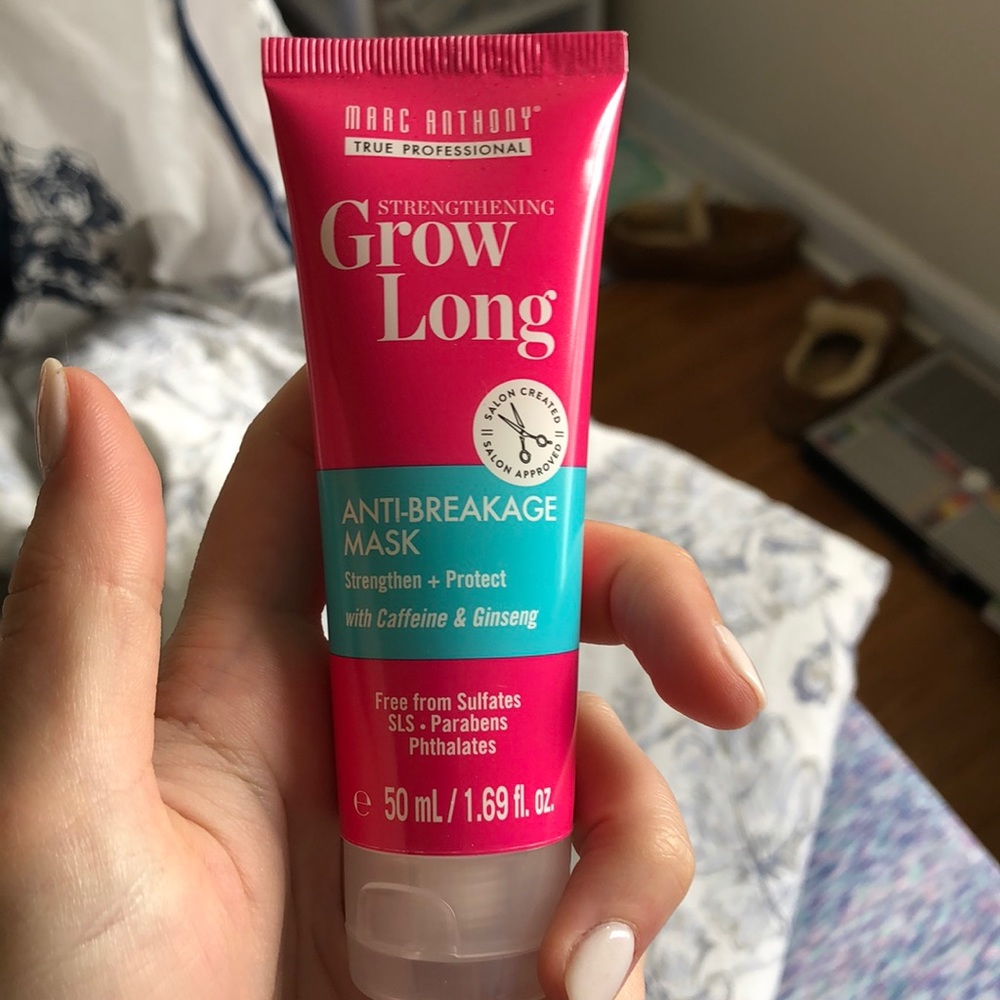 MARC ANTHONY®
TRUE PROFESSIONAL
STRENGTHENING
Grow
Long
SALON CREATED
SALON APPROVED
ANTI-BREAKAGE
MASK
Strengthen + Protect
with Caffeine & Ginseng
Free from Sulfates
SLS • Parabens
Phthalates
℮ 50 mL / 1.69 fl. oz.